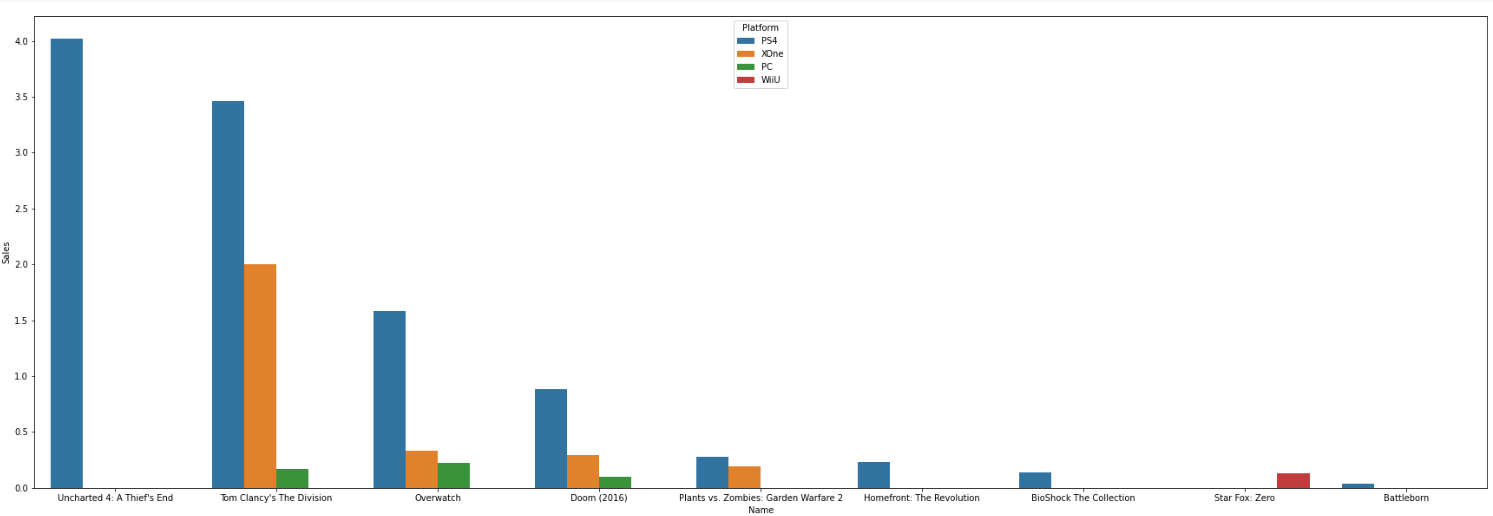 Platform
PS4
XOne
PC
WiiU
4.0
3.5
3.0
2.5
2.0
1.5
1.0
0.5
0.0
Sales
Uncharted 4: A Thief's End Tom Clancy's The Division Overwatch Doom (2016) Plants vs. Zombies: Garden Warfare 2 Homefront: The Revolution BioShock The Collection Star Fox: Zero Battleborn
Name